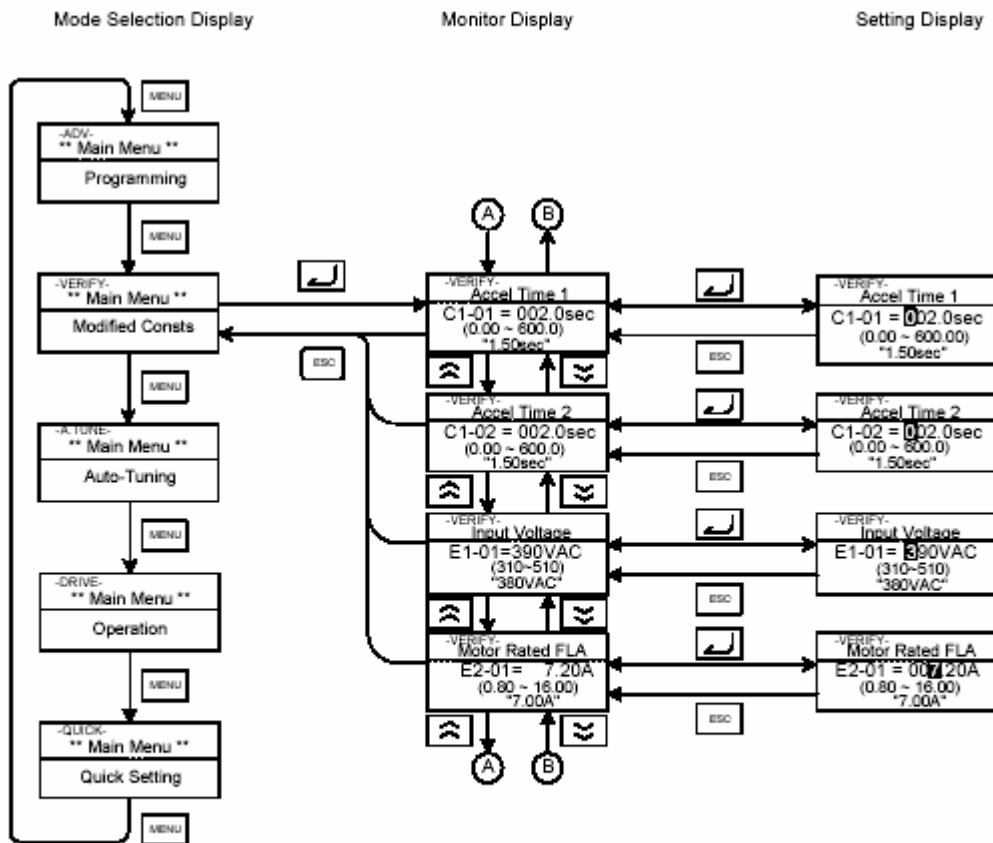 Mode Selection Display
Monitor Display
Setting Display
MENU
-ADV-
** Main Menu **
Programming
MENU
-VERIFY-
** Main Menu **
Modified Consts
MENU
-A.TUNE-
** Main Menu **
Auto-Tuning
MENU
-DRIVE-
** Main Menu **
Operation
MENU
-QUICK-
** Main Menu **
Quick Setting
MENU
ESC
A
B
-VERIFY-
Accel Time 1
C1-01 = 002.0sec
(0.00 ~ 600.0)
"1.50sec"
-VERIFY-
Accel Time 2
C1-02 = 002.0sec
(0.00 ~ 600.0)
"1.50sec"
-VERIFY-
Input Voltage
E1-01=390VAC
(310~510)
"380VAC"
-VERIFY-
Motor Rated FLA
E2-01= 7.20A
(0.80 ~ 16.00)
"7.00A"
A
B
ESC
ESC
ESC
ESC
-VERIFY-
Accel Time 1
C1-01 = 002.0sec
(0.00 ~ 600.00)
"1.50sec"
-VERIFY-
Accel Time 2
C1-02 = 002.0sec
(0.00 ~ 600.0)
"1.50sec"
-VERIFY-
Input Voltage
E1-01= 390VAC
(310~510)
"380VAC"
-VERIFY-
Motor Rated FLA
E2-01 = 007.20A
(0.80 ~ 16.00)
"7.00A"